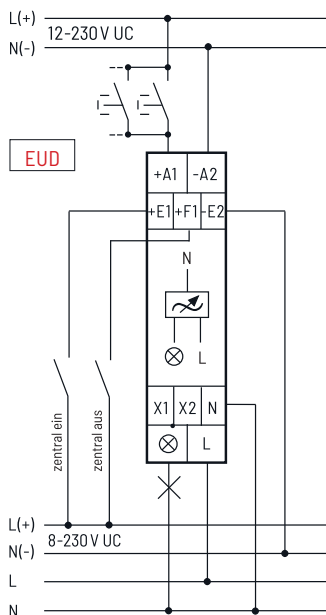 L(+)
12-230 V UC
N(-)
EUD
+A1 -A2
+E1 +F1 -E2
N
L
X1 X2 N
L
zentral ein
zentral aus
L(+)
8-230 V UC
N(-)
L
N